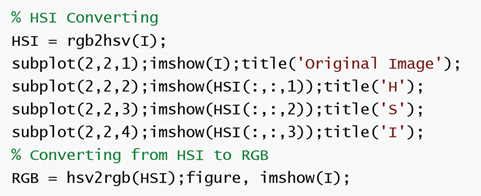 % HSI Converting
HSI = rgb2hsv(I);
subplot(2,2,1);imshow(I);title('Original Image');
subplot(2,2,2);imshow(HSI(:,:,1));title('H');
subplot(2,2,3);imshow(HSI(:,:,2));title('S');
subplot(2,2,4);imshow(HSI(:,:,3));title('I');
% Converting from HSI to RGB
RGB = hsv2rgb(HSI);figure, imshow(I);